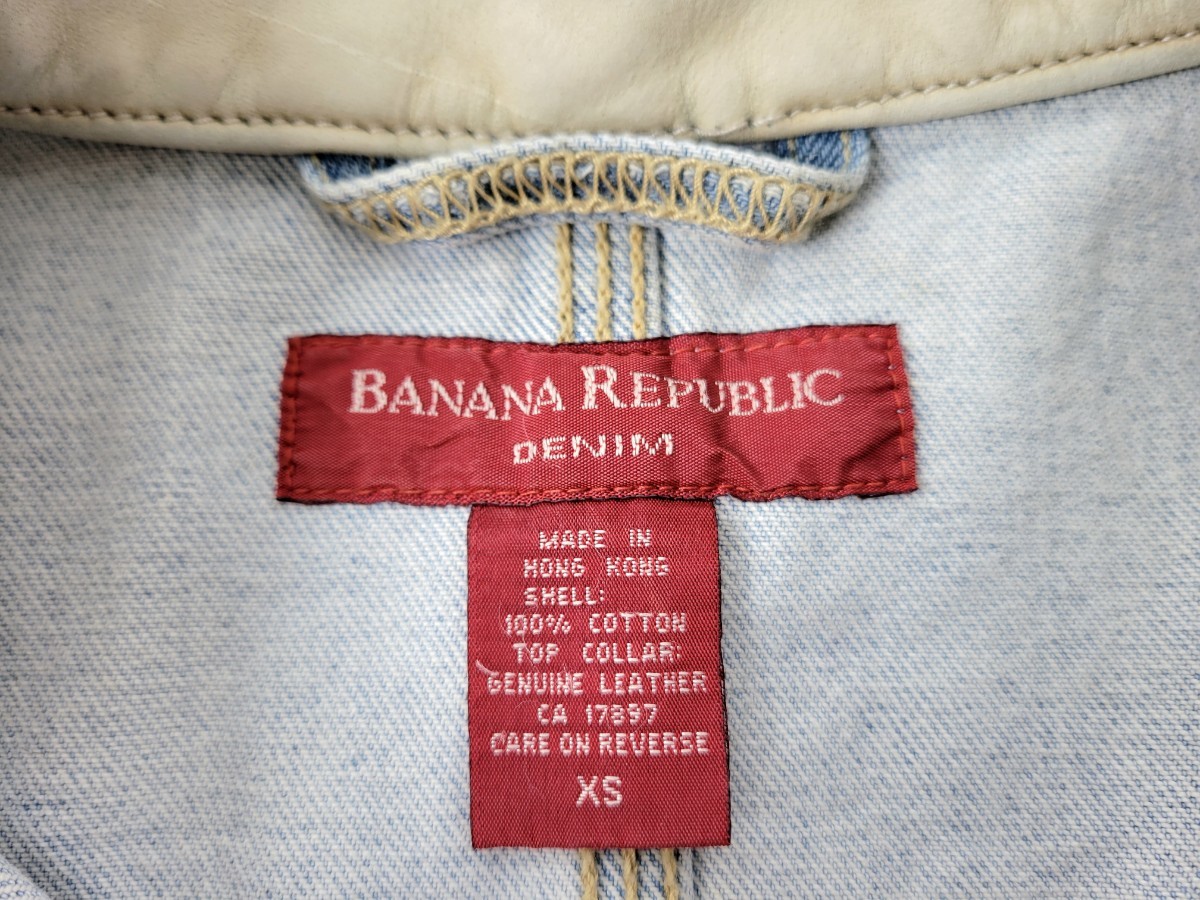 BANANA REPUBLIC
DENIM
MADE IN
HONG KONG
SHELL:
100% COTTON
TOP COLLAR:
GENUINE LEATHER
CA 17897
CARE ON REVERSE
XS